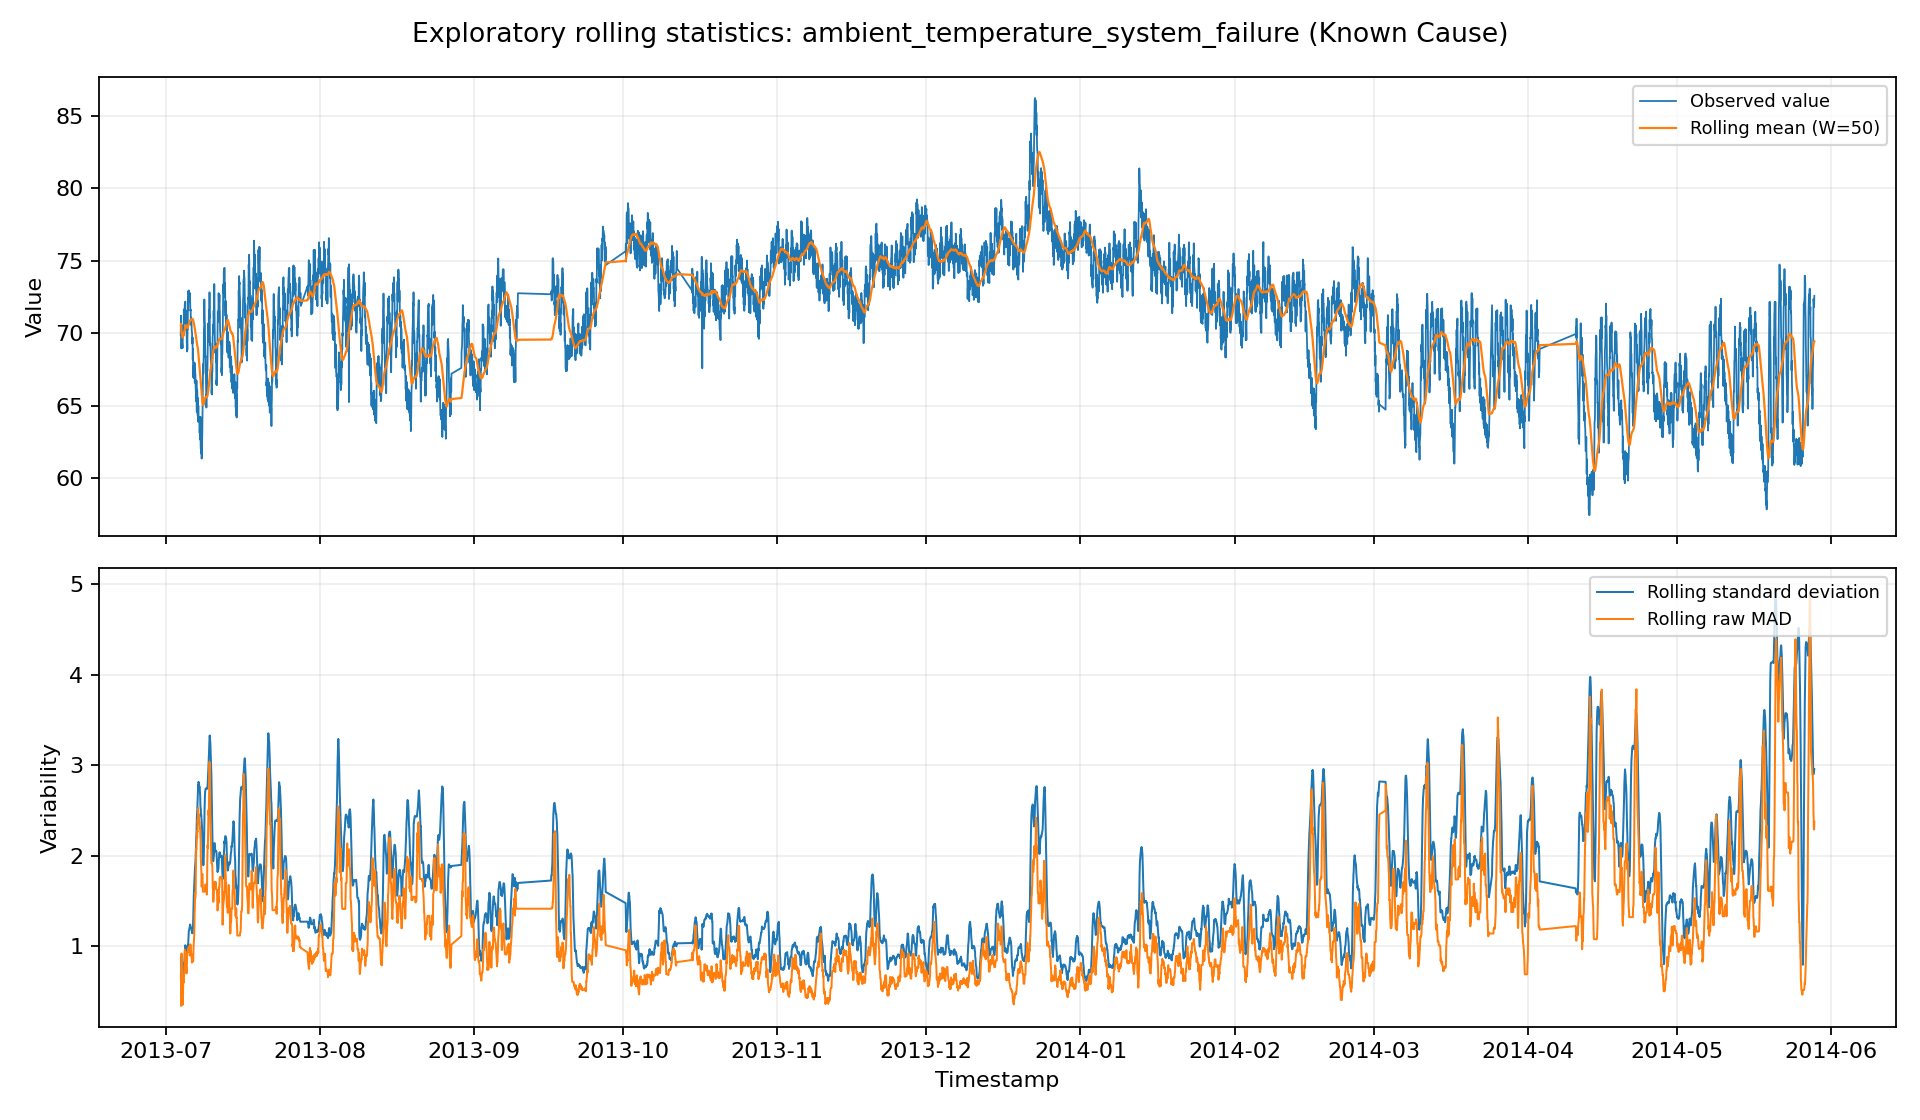 Exploratory rolling statistics: ambient_temperature_system_failure (Known Cause)
Value
85
80
75
70
65
60
Observed value
Rolling mean (W=50)
Variability
5
4
3
2
1
Rolling standard deviation
Rolling raw MAD
2013-07 2013-08 2013-09 2013-10 2013-11 2013-12 2014-01 2014-02 2014-03 2014-04 2014-05 2014-06
Timestamp